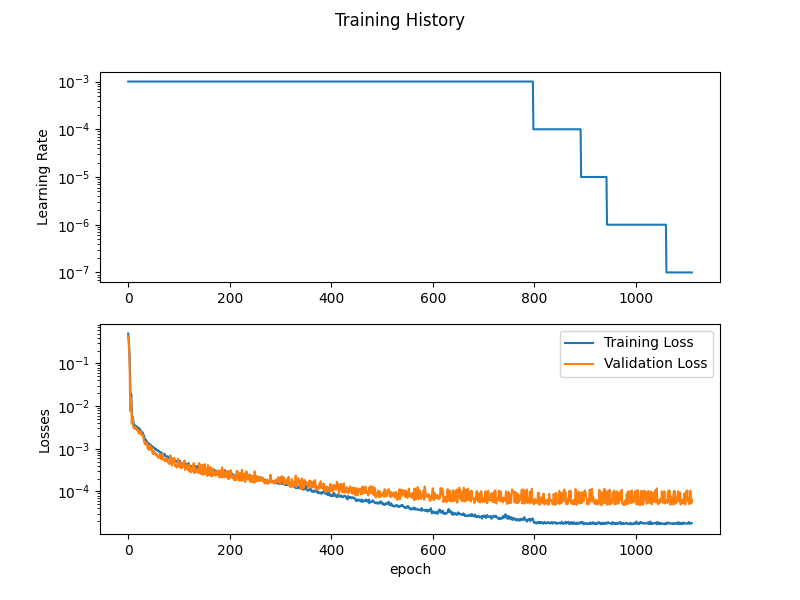 Training History
Learning Rate
10⁻³
10⁻⁴
10⁻⁵
10⁻⁶
10⁻⁷
0 200 400 600 800 1000
Losses
10⁻¹
10⁻²
10⁻³
10⁻⁴
Training Loss
Validation Loss
0 200 400 600 800 1000
epoch